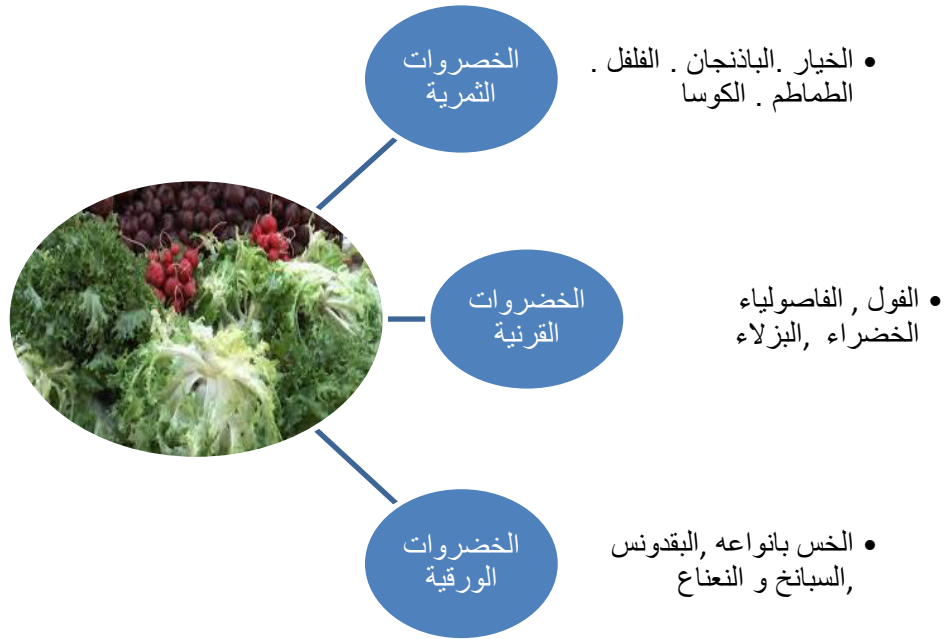 الخصروات
الثمرية
• الخيار .الباذنجان . الفلفل .
الطماطم . الكوسا
الخضروات
القرنية
• الفول , الفاصولياء
الخضراء ,البزلاء
الخضروات
الورقية
• الخس بانواعه ,البقدونس
,السبانخ و النعناع